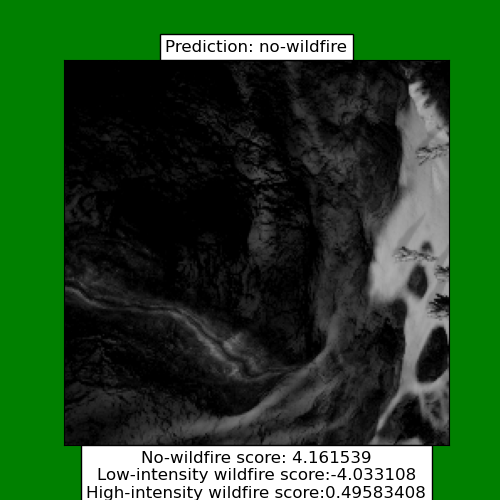 Prediction: no-wildfire
No-wildfire score: 4.161539
Low-intensity wildfire score:-4.033108
High-intensity wildfire score:0.49583408